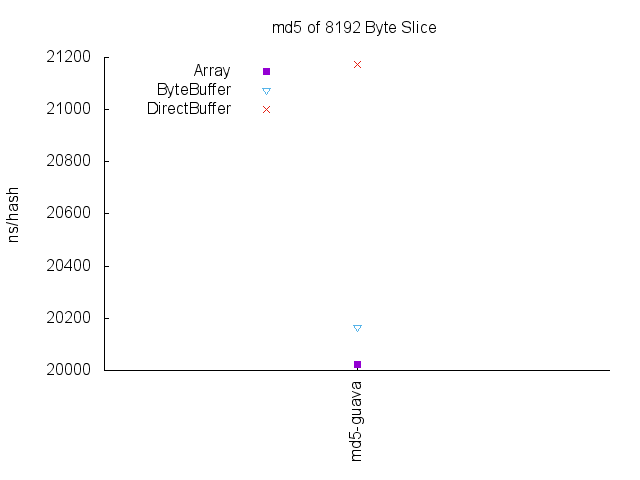 md5 of 8192 Byte Slice
21200
21000
20800
20600
20400
20200
20000
ns/hash
Array
ByteBuffer
DirectBuffer
md5-guava